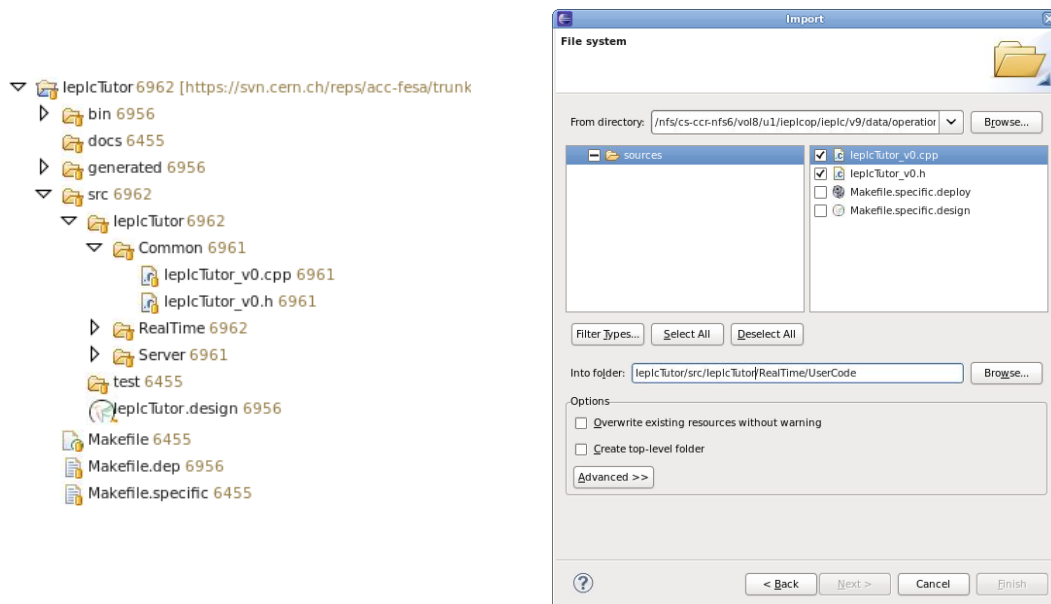 IepIcTutor 6962 [https://svn.cern.ch/reps/acc-fesa/trunk
bin 6956
docs 6455
generated 6956
src 6962
IepIcTutor 6962
Common 6961
IepIcTutor_v0.cpp 6961
IepIcTutor_v0.h 6961
RealTime 6962
Server 6961
test 6455
IepIcTutor.design 6956
Makefile 6455
Makefile.dep 6956
Makefile.specific 6455
Import
File system
From directory: /nfs/cs-ccr-nfs6/vol8/u1/ieplcop/ieplc/v9/data/operation
Browse...
sources
IepIcTutor_v0.cpp
IepIcTutor_v0.h
Makefile.specific.deploy
Makefile.specific.design
Filter Types...
Select All
Deselect All
Into folder: IepIcTutor/src/IepIcTutor/RealTime/UserCode
Browse...
Options
Overwrite existing resources without warning
Create top-level folder
Advanced >>
?
< Back
Next >
Cancel
Finish